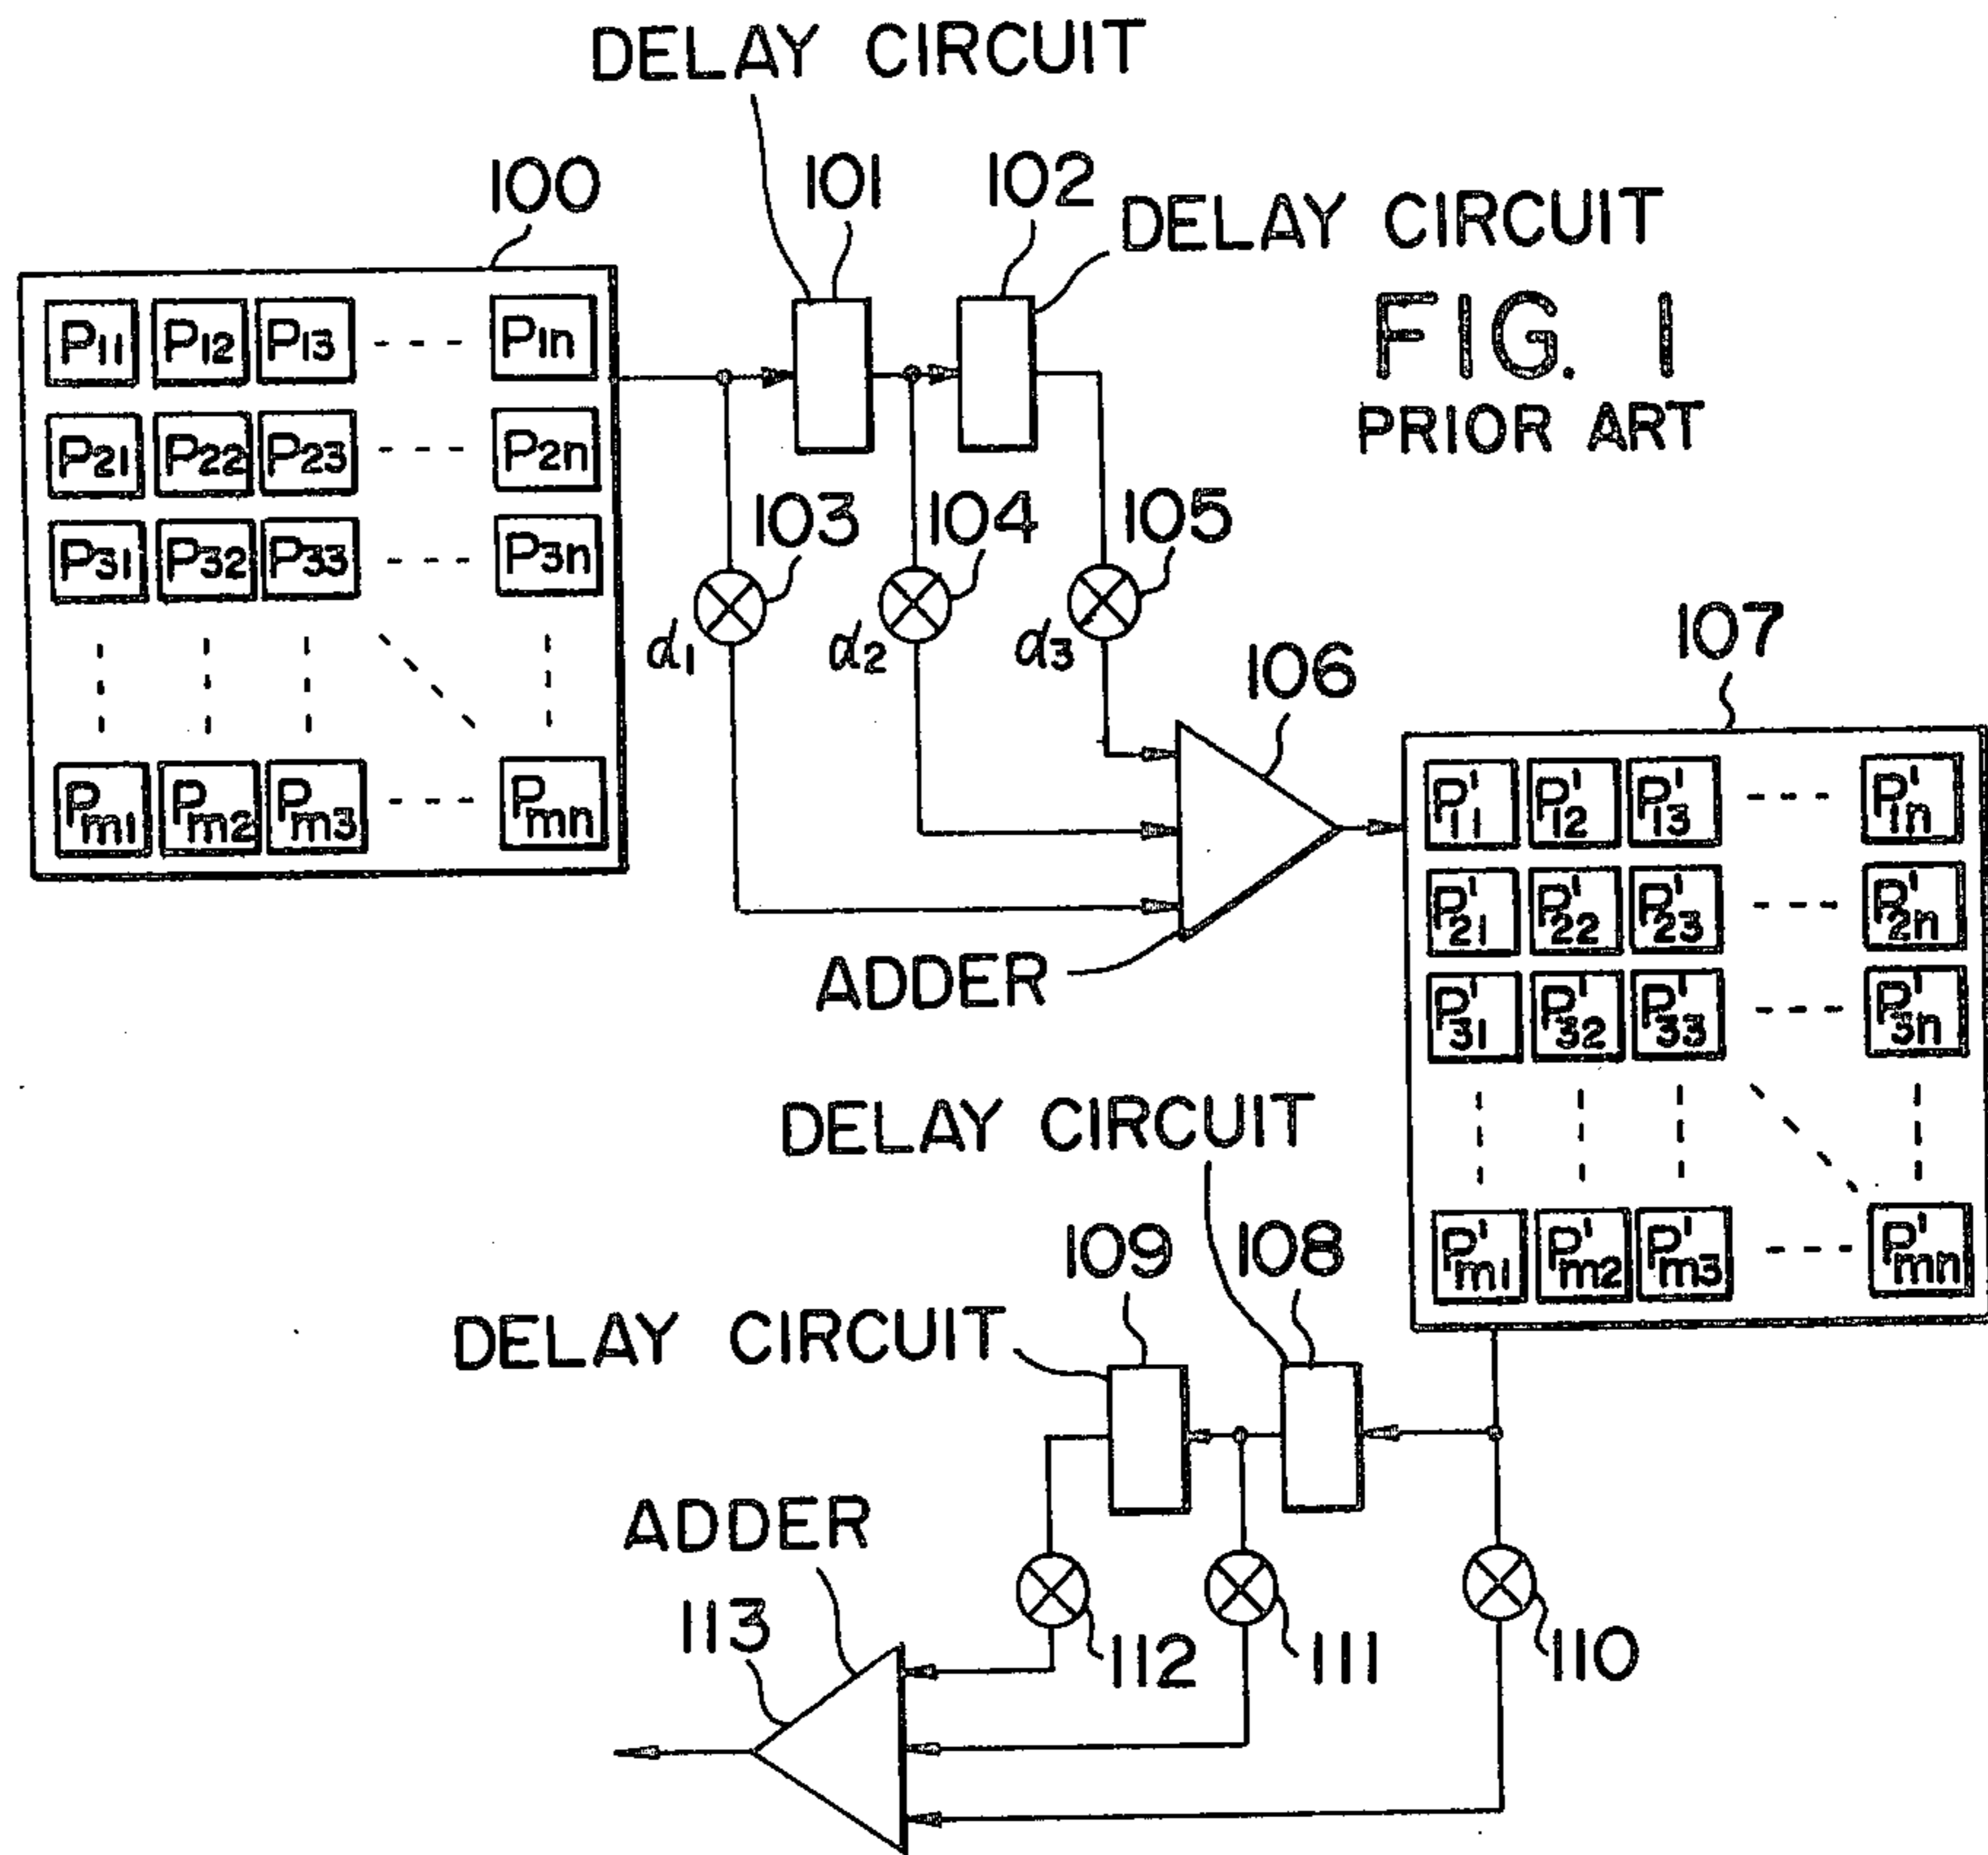 DELAY CIRCUIT
100
101
102
DELAY CIRCUIT
FIG. 1
PRIOR ART
P11 P12 P13 --- P1n
P21 P22 P23 --- P2n
P31 P32 P33 --- P3n
Pm1 Pm2 Pm3 --- Pmn
103
104
105
α1
α2
α3
106
107
ADDER
P'11 P'12 P'13 --- P'1n
P'21 P'22 P'23 --- P'2n
P'31 P'32 P'33 --- P'3n
P'm1 P'm2 P'm3 --- P'mn
DELAY CIRCUIT
109
108
DELAY CIRCUIT
ADDER
113
112
111
110